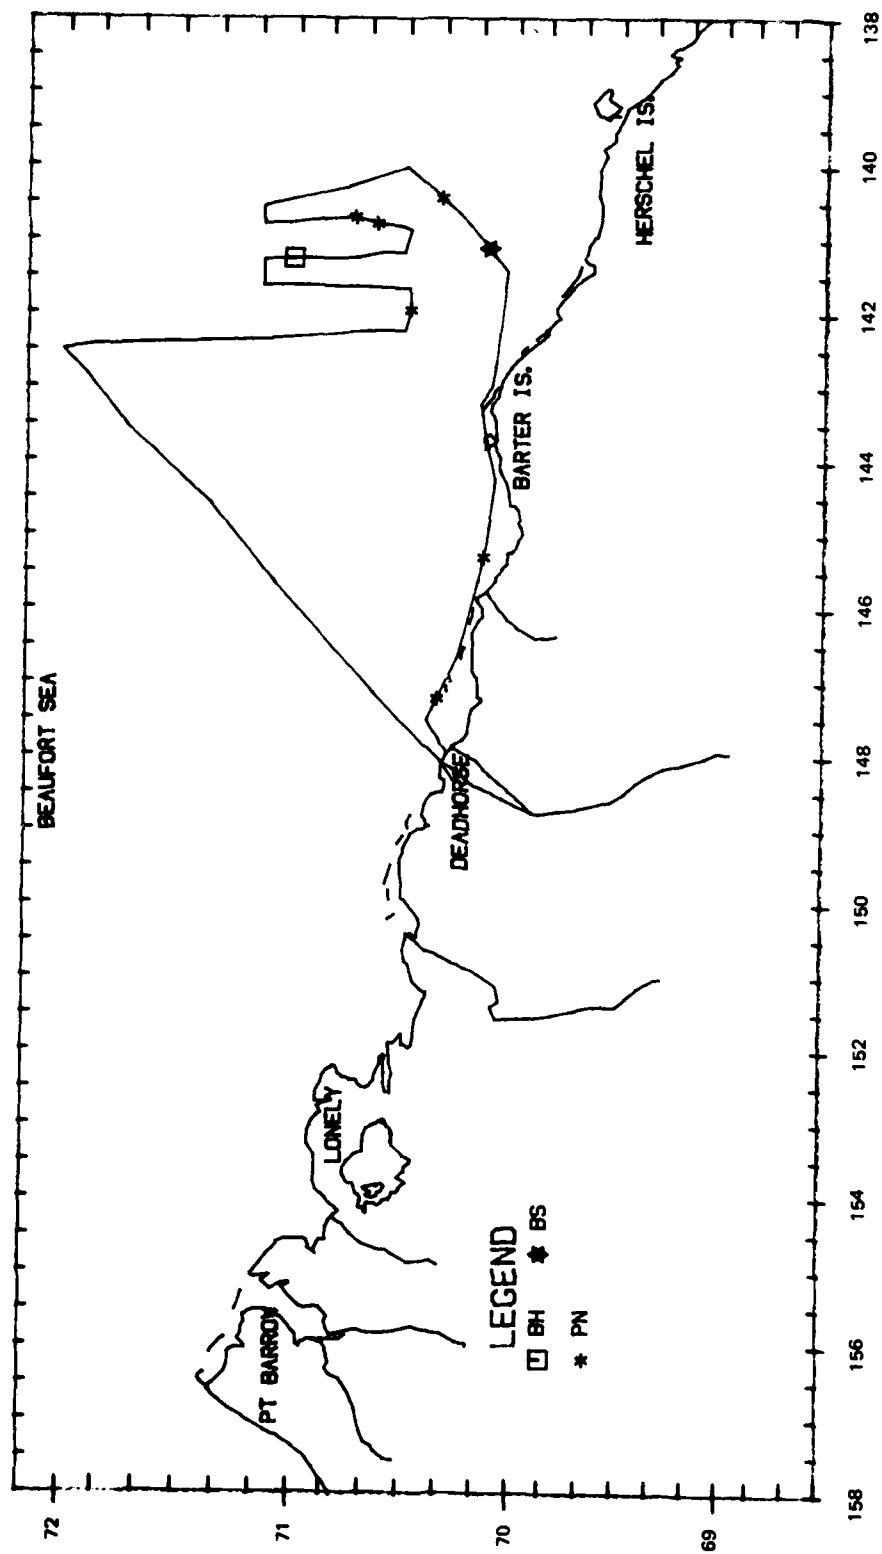 BEAUFORT SEA
72
71
70
69
PT BARROW
LONELY
DEADHORSE
BARTER IS.
HERSCHEL IS.
LEGEND
BH
BS
PN
158
156
154
152
150
148
146
144
142
140
138